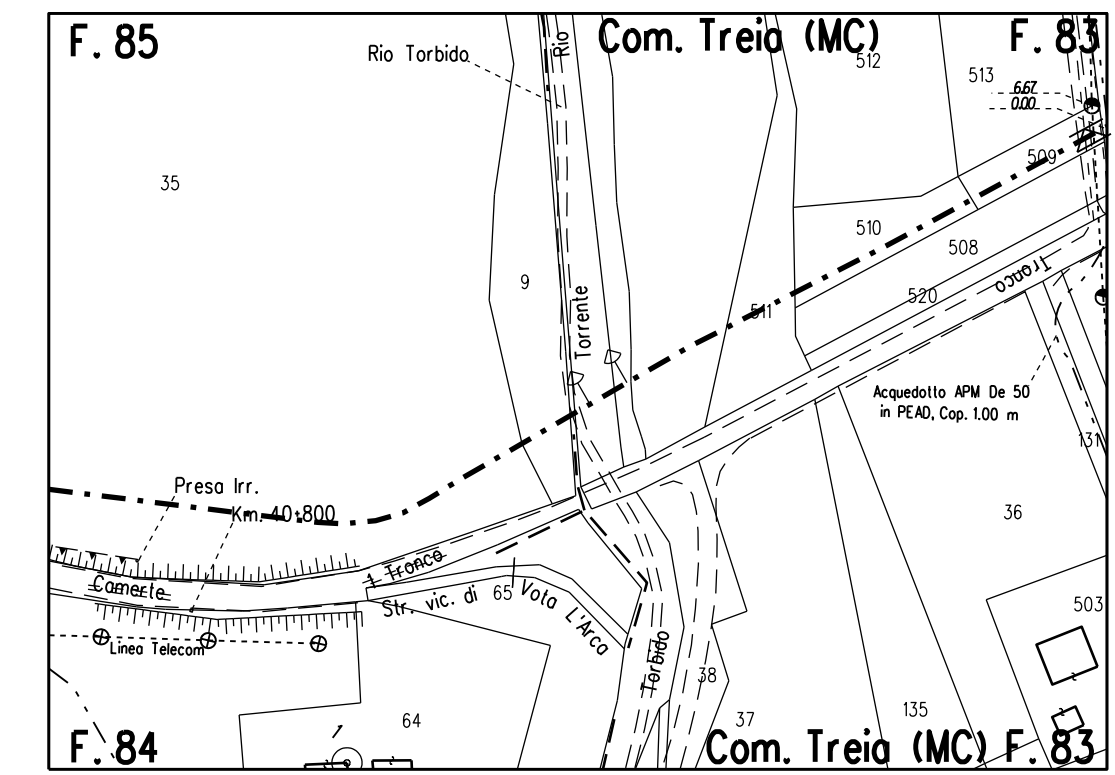 F. 85
Com. Treia (MC)
F. 83
Rio Torbido
Rio
512
513
6.67
0.00
35
509
510
508
9
Torrente
520
511
Tronco
Acquedotto APM De 50
in PEAD, Cop. 1.00 m
131
Presa Irr.
Km. 40+800
36
1 Tronco
Camerte
Str. vic. di
65
Vota L'Arca
503
Linea Telecom
Torbido
38
64
37
135
F. 84
Com. Treia (MC) F. 83